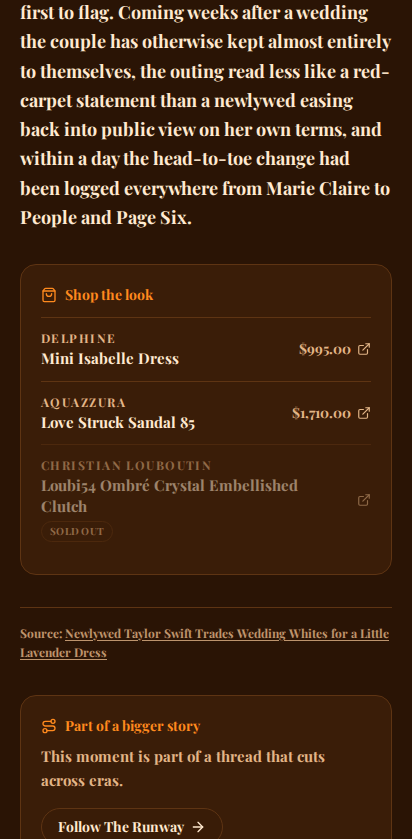 first to flag. Coming weeks after a wedding
the couple has otherwise kept almost entirely
to themselves, the outing read less like a red-
carpet statement than a newlywed easing
back into public view on her own terms, and
within a day the head-to-toe change had
been logged everywhere from Marie Claire to
People and Page Six.
Shop the look
DELPHINE
Mini Isabelle Dress
$995.00
AQUAZZURA
Love Struck Sandal 85
$1,710.00
CHRISTIAN LOUBOUTIN
Loubi54 Ombré Crystal Embellished
Clutch
SOLD OUT
Source: Newlywed Taylor Swift Trades Wedding Whites for a Little
Lavender Dress
Part of a bigger story
This moment is part of a thread that cuts
across eras.
Follow The Runway →